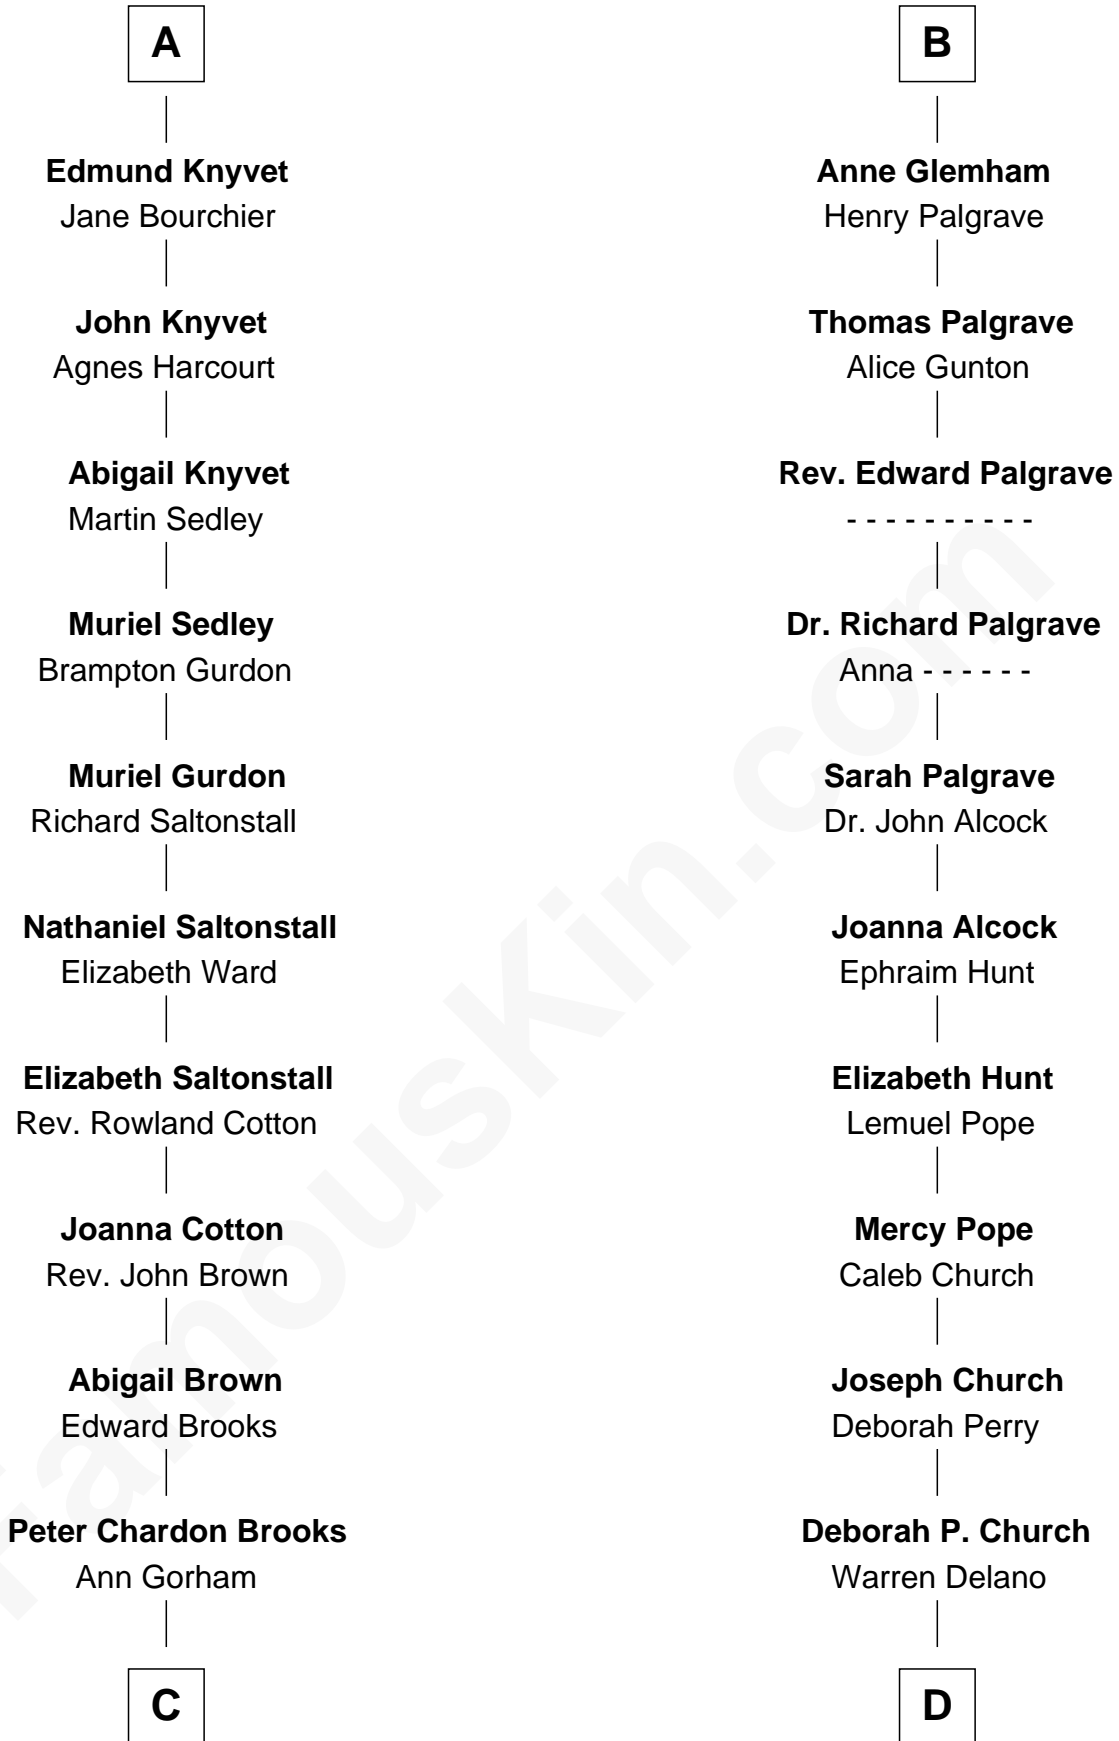 A
Edmund Knyvet
Jane Bourchier
John Knyvet
Agnes Harcourt
Abigail Knyvet
Martin Sedley
Muriel Sedley
Brampton Gurdon
Muriel Gurdon
Richard Saltonstall
Nathaniel Saltonstall
Elizabeth Ward
Elizabeth Saltonstall
Rev. Rowland Cotton
Joanna Cotton
Rev. John Brown
Abigail Brown
Edward Brooks
Peter Chardon Brooks
Ann Gorham
C
B
Anne Glemham
Henry Palgrave
Thomas Palgrave
Alice Gunton
Rev. Edward Palgrave
- - - - - - - - - -
Dr. Richard Palgrave
Anna - - - - - -
Sarah Palgrave
Dr. John Alcock
Joanna Alcock
Ephraim Hunt
Elizabeth Hunt
Lemuel Pope
Mercy Pope
Caleb Church
Joseph Church
Deborah Perry
Deborah P. Church
Warren Delano
D
FamousKin.com